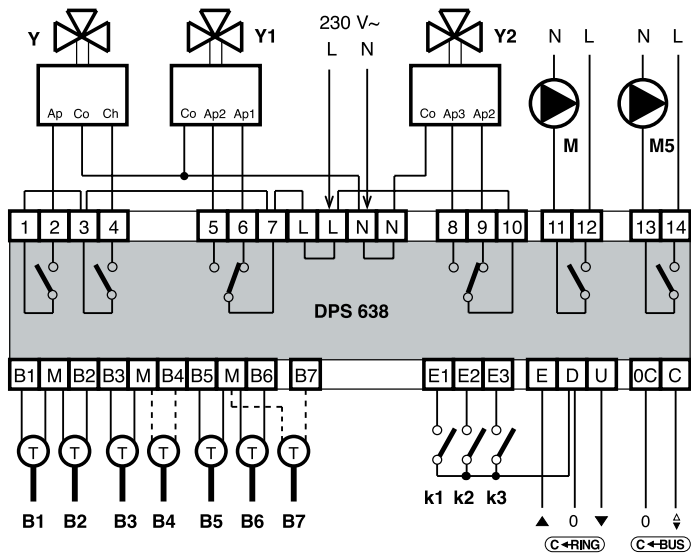 Y
Y1
230 V~
Y2
N L
N L
L N
Ap Co Ch
Co Ap2 Ap1
Co Ap3 Ap2
M
M5
1 2 3 4
5 6 7 L L N N
8 9 10
11 12
13 14
DPS 638
B1 M B2 B3 M B4 B5 M B6 B7
E1 E2 E3
E D U
0C C
T T T T T T T
k1 k2 k3
B1 B2 B3 B4 B5 B6 B7
0
0
C RING
C BUS